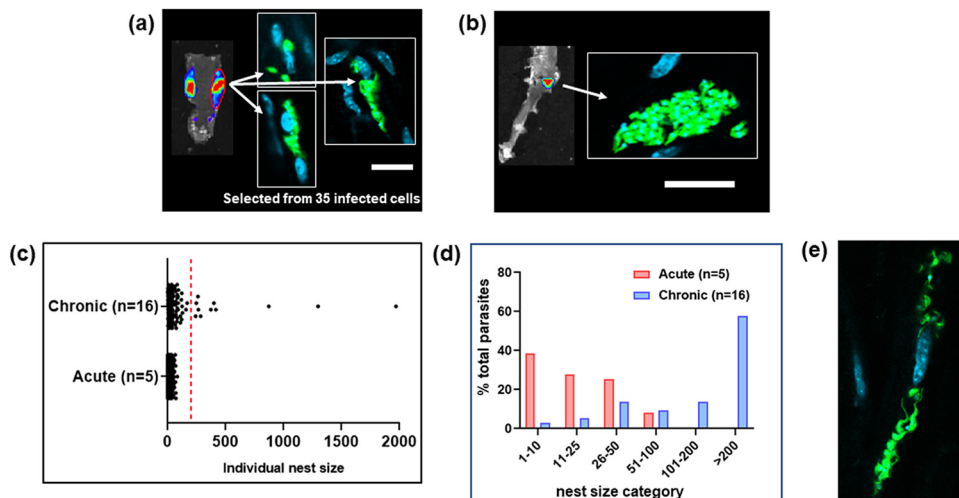 (a)
Selected from 35 infected cells
(b)
(c)
Chronic (n=16)
Acute (n=5)
0 500 1000 1500 2000
Individual nest size
(d)
80
60
40
20
0
% total parasites
Acute (n=5)
Chronic (n=16)
1-10 11-25 26-50 51-100 101-200 >200
nest size category
(e)